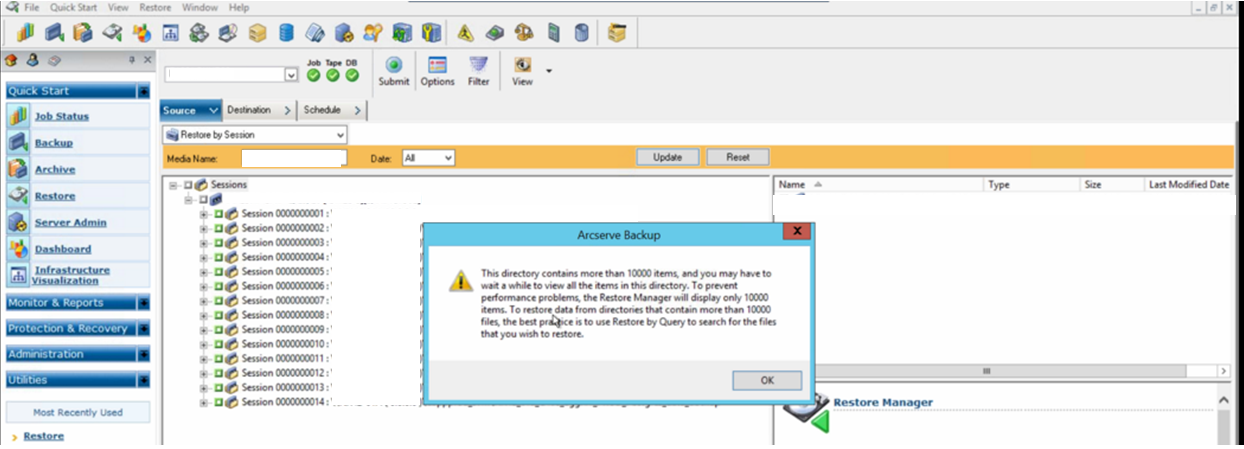 File Quick Start View Restore Window Help
Job Tape DB
Submit Options Filter View
Quick Start
Job Status
Backup
Archive
Restore
Server Admin
Dashboard
Infrastructure
Visualization
Monitor & Reports
Protection & Recovery
Administration
Utilities
Most Recently Used
Restore
Source Destination Schedule
Restore by Session
Media Name: Date: All Update Reset
Sessions
Session 0000000001 : '
Session 0000000002 : '
Session 0000000003 : '
Session 0000000004 : '
Session 0000000005 : '
Session 0000000006 : '
Session 0000000007 : '
Session 0000000008 : '
Session 0000000009 : '
Session 0000000010 : '
Session 0000000011 : '
Session 0000000012 : '
Session 0000000013 : '
Session 0000000014 : '
Name Type Size Last Modified Date
Arcserve Backup
This directory contains more than 10000 items, and you may have to
wait a while to view all the items in this directory. To prevent
performance problems, the Restore Manager will display only 10000
items. To restore data from directories that contain more than 10000
files, the best practice is to use Restore by Query to search for the files
that you wish to restore.
OK
Restore Manager